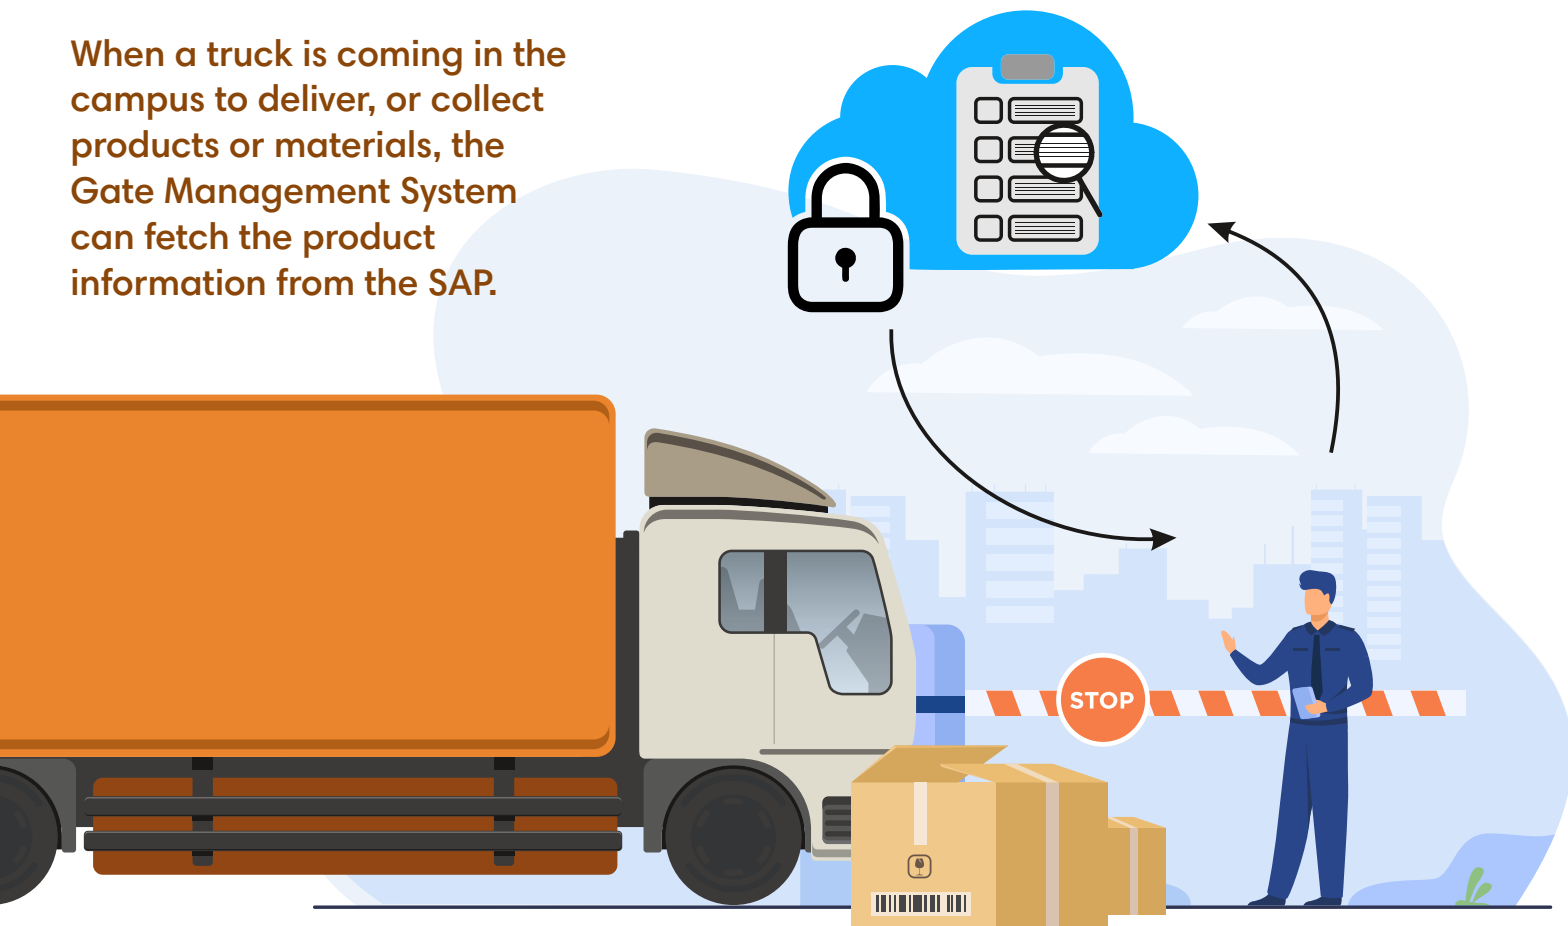 When a truck is coming in the
campus to deliver, or collect
products or materials, the
Gate Management System
can fetch the product
information from the SAP.
STOP